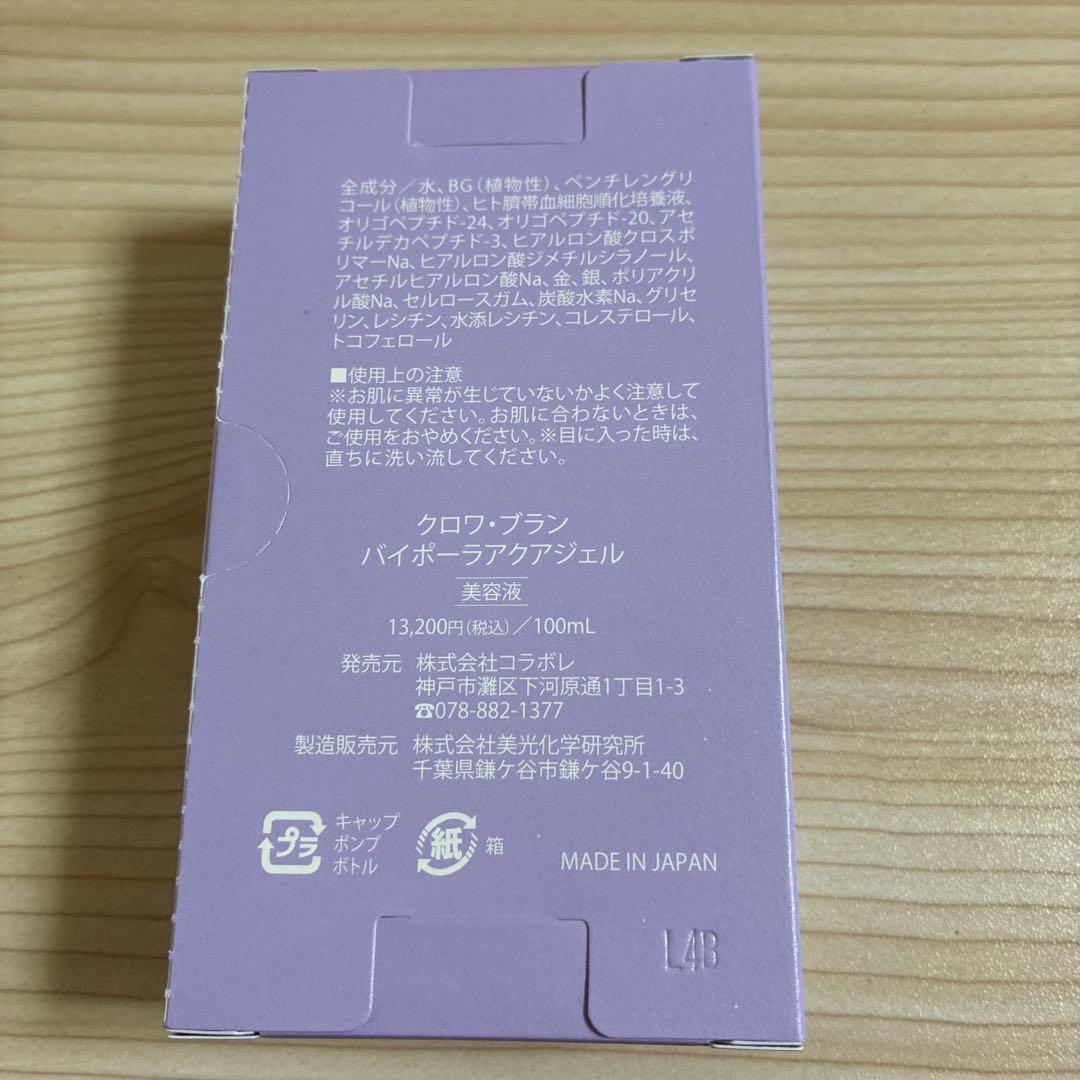 全成分／水、BG（植物性）、ペンチレングリ
コール（植物性）、ヒト臍帯血細胞順化培養液、
オリゴペプチド-24、オリゴペプチド-20、アセ
チルデカペプチド-3、ヒアルロン酸クロスポ
リマーNa、ヒアルロン酸ジメチルシラノール、
アセチルヒアルロン酸Na、金、銀、ポリアクリ
ル酸Na、セルロースガム、炭酸水素Na、グリセ
リン、レシチン、水添レシチン、コレステロール、
トコフェロール
■使用上の注意
※お肌に異常が生じていないかよく注意して
使用してください。お肌に合わないときは、
ご使用をおやめください。※目に入った時は、
直ちに洗い流してください。
クロワ・ブラン
バイポーラアクアジェル
美容液
13,200円（税込）／100mL
発売元 株式会社コラボレ
神戸市灘区下河原通1丁目1-3
☎078-882-1377
製造販売元 株式会社美光化学研究所
千葉県鎌ケ谷市鎌ケ谷9-1-40
プラ キャップ
ポンプ
ボトル
紙 箱
MADE IN JAPAN
L4B